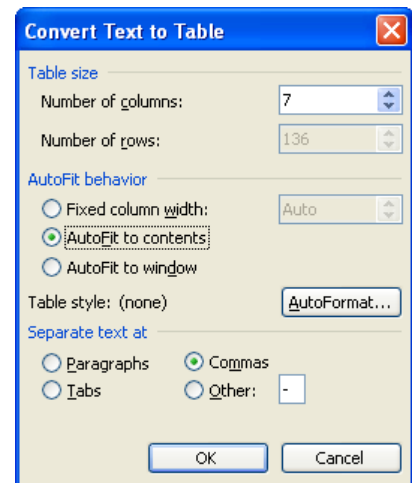 Convert Text to Table
Table size
Number of columns: 7
Number of rows: 136
AutoFit behavior
Fixed column width: Auto
AutoFit to contents
AutoFit to window
Table style: (none) AutoFormat...
Separate text at
Paragraphs Commas
Tabs Other: -
OK Cancel